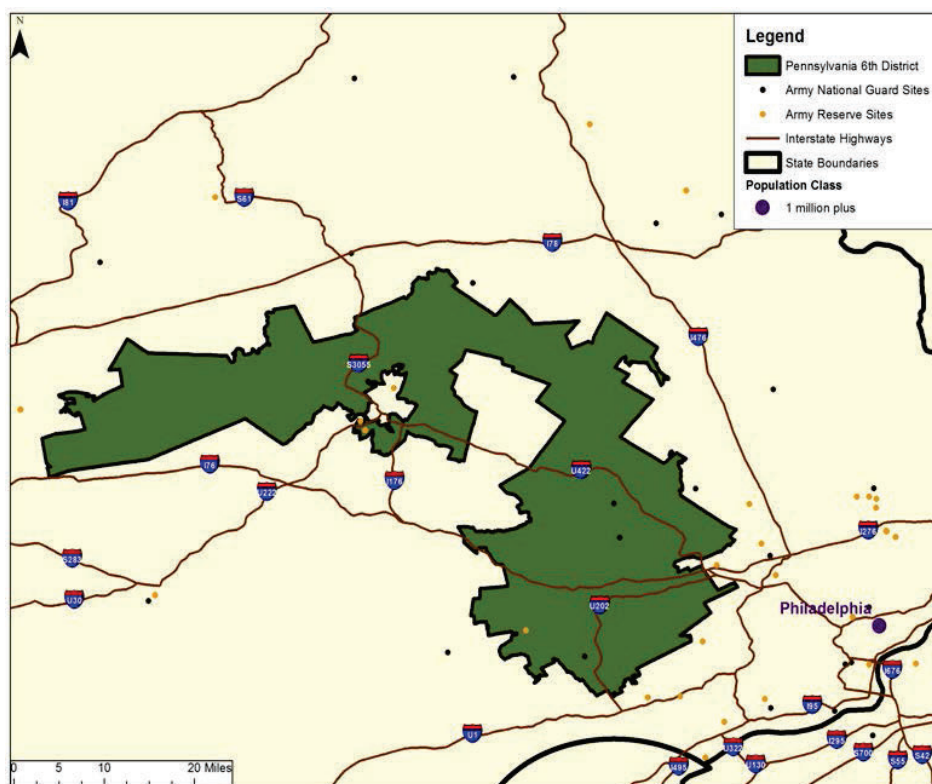 N
Legend
Pennsylvania 6th District
Army National Guard Sites
Army Reserve Sites
Interstate Highways
State Boundaries
Population Class
1 million plus
I81
S61
I78
I476
S3055
I76
U222
I176
U422
S283
U30
I276
U202
Philadelphia
I676
I95
U1
U322
I295
I495
U130
S700
S55
S42
0 5 10 20 Miles